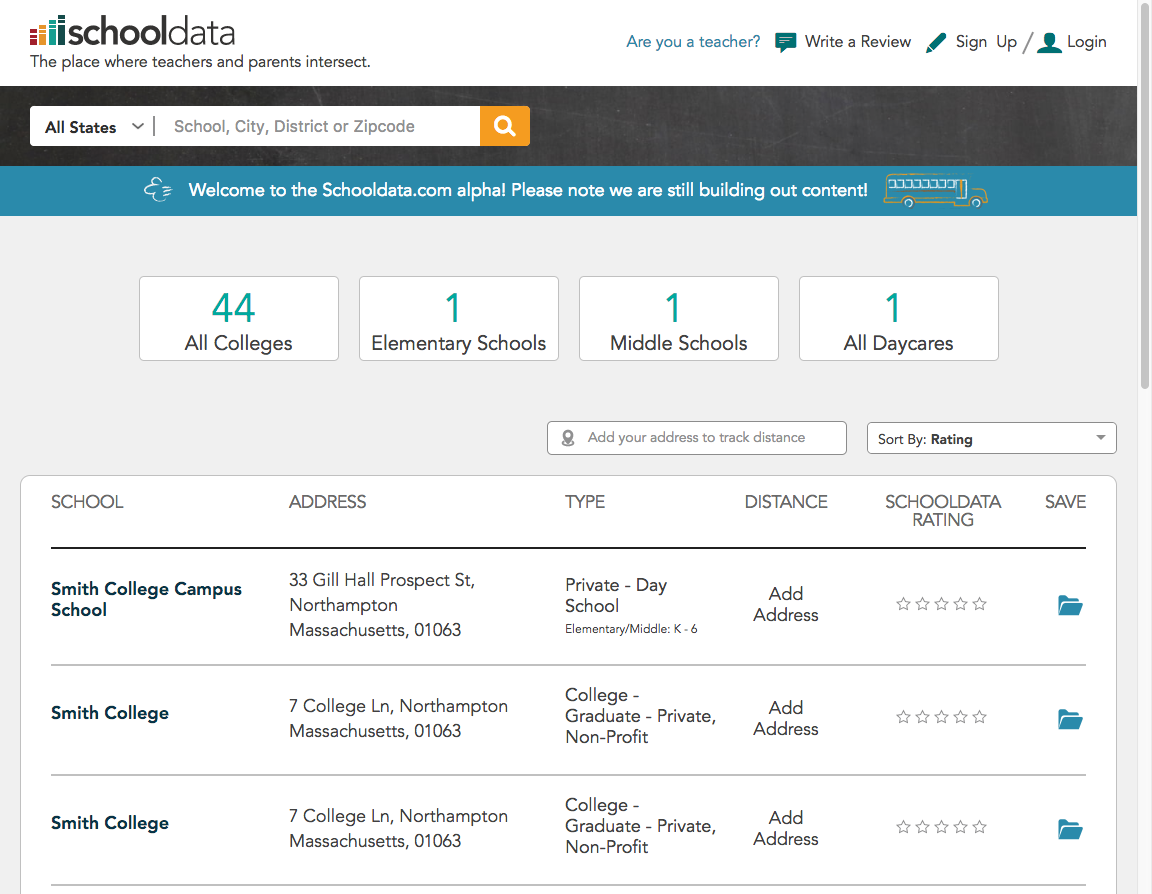 schooldata
The place where teachers and parents intersect.
Are you a teacher? Write a Review Sign Up / Login
All States School, City, District or Zipcode
Welcome to the Schooldata.com alpha! Please note we are still building out content!
44
All Colleges
1
Elementary Schools
1
Middle Schools
1
All Daycares
Add your address to track distance
Sort By: Rating
SCHOOL ADDRESS TYPE DISTANCE SCHOOLDATA
RATING SAVE
Smith College Campus
School
33 Gill Hall Prospect St,
Northampton
Massachusetts, 01063
Private - Day
School
Elementary/Middle: K - 6
Add
Address
Smith College
7 College Ln, Northampton
Massachusetts, 01063
College -
Graduate - Private,
Non-Profit
Add
Address
Smith College
7 College Ln, Northampton
Massachusetts, 01063
College -
Graduate - Private,
Non-Profit
Add
Address